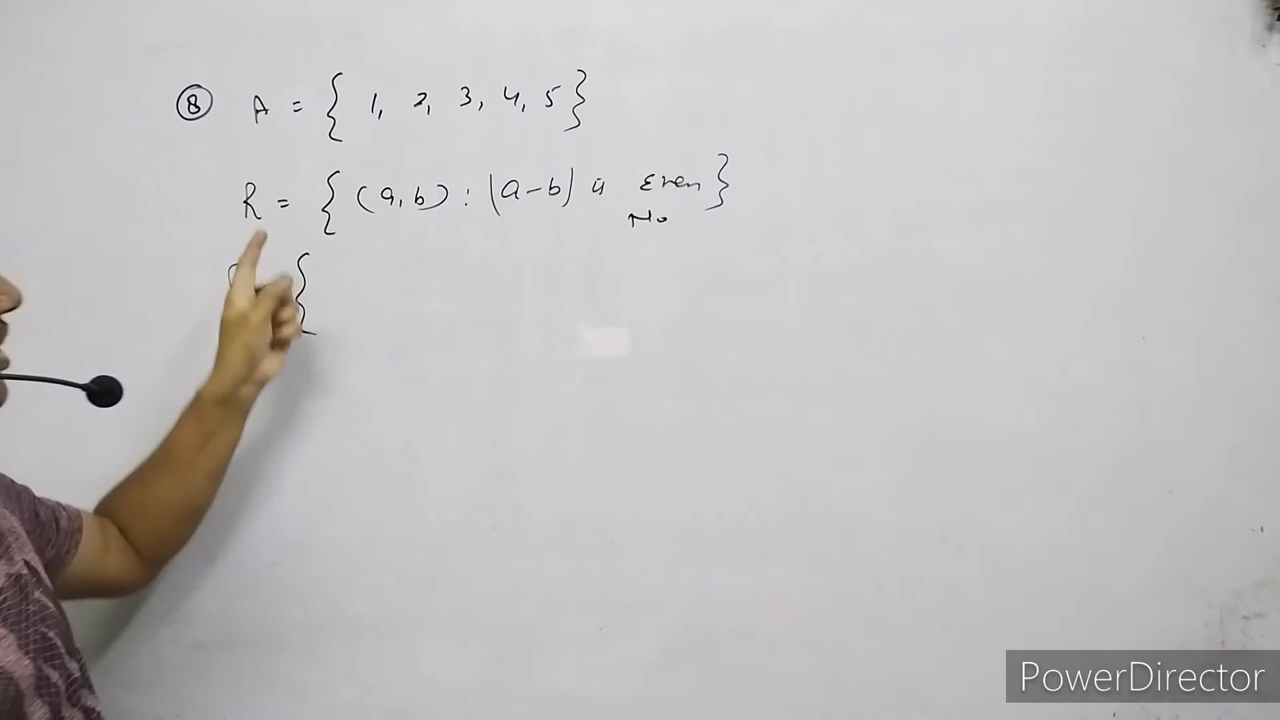 ⑧ A = { 1, 2, 3, 4, 5 }
R = { (a, b) : |a - b| is Even }
No
{
PowerDirector